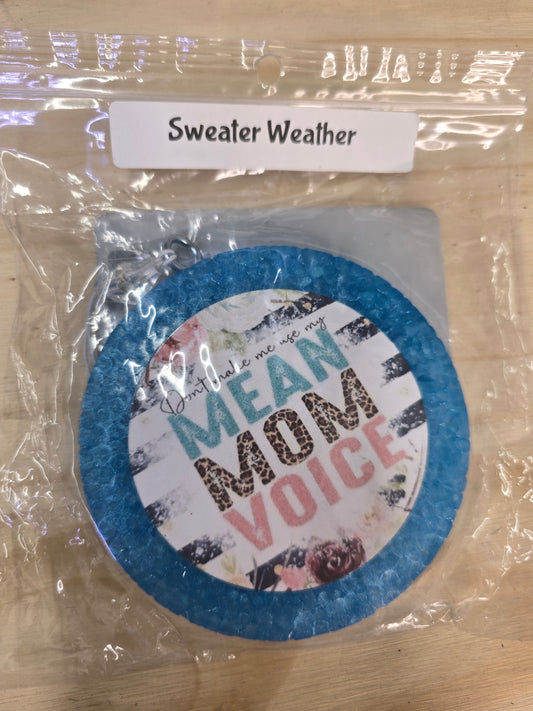 Sweater Weather
Don't make me use my
MEAN
MOM
VOICE!